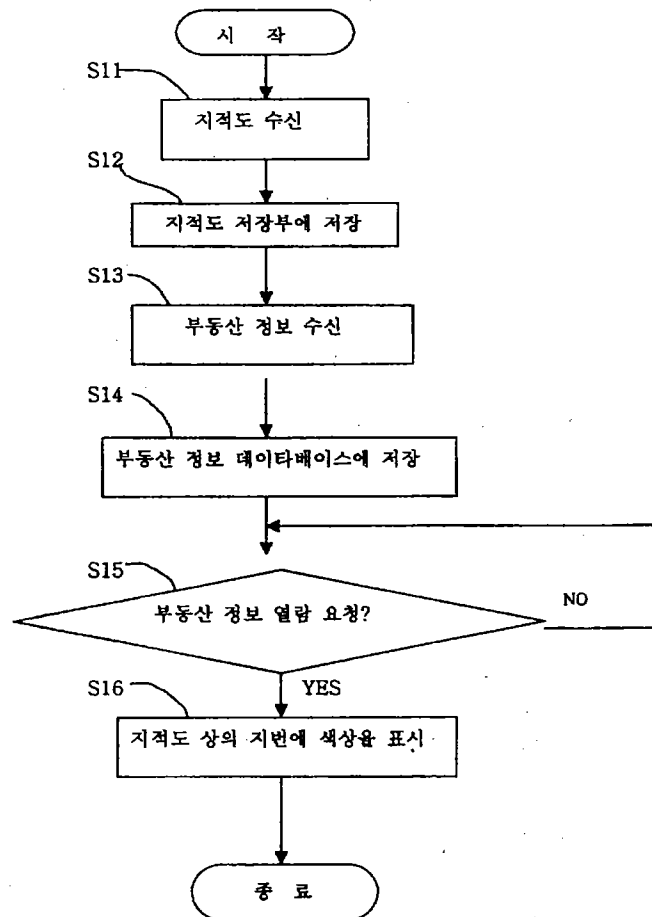 시 작
S11
지적도 수신
S12
지적도 저장부에 저장
S13
부동산 정보 수신
S14
부동산 정보 데이타베이스에 저장
S15
부동산 정보 열람 요청?
NO
YES
S16
지적도 상의 지번에 색상을 표시
종 료